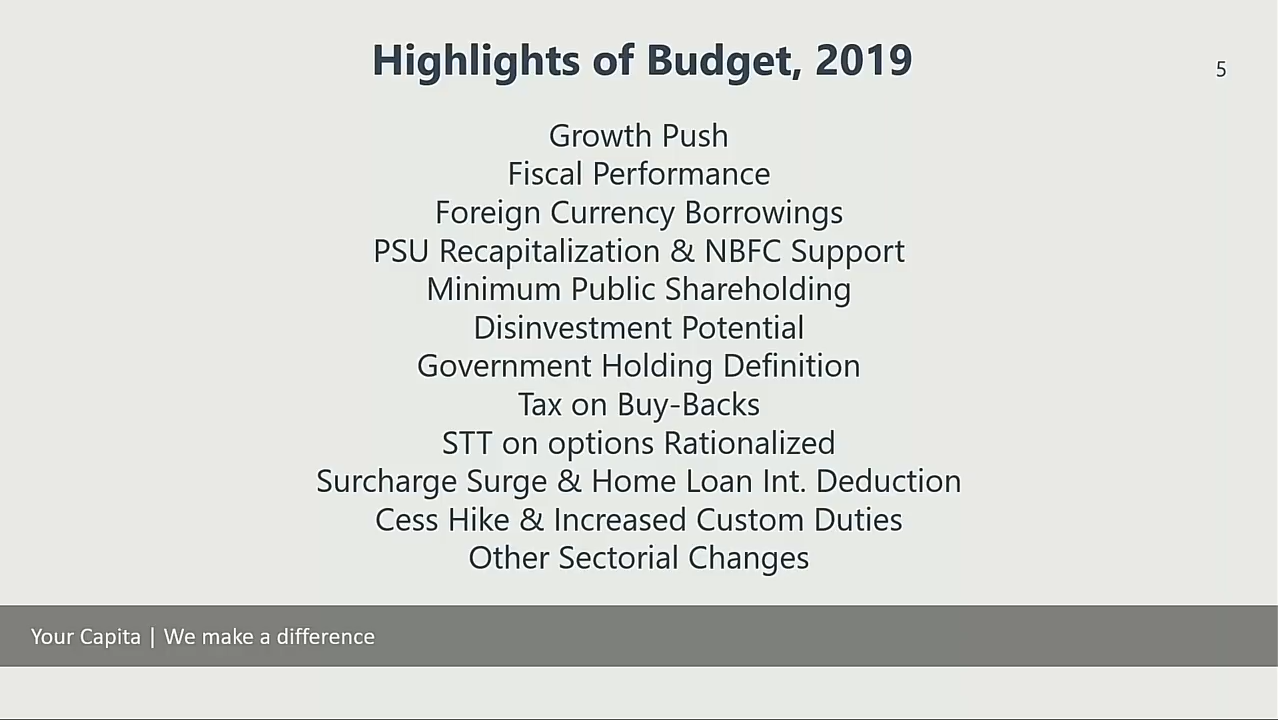 Highlights of Budget, 2019
5
Growth Push
Fiscal Performance
Foreign Currency Borrowings
PSU Recapitalization & NBFC Support
Minimum Public Shareholding
Disinvestment Potential
Government Holding Definition
Tax on Buy-Backs
STT on options Rationalized
Surcharge Surge & Home Loan Int. Deduction
Cess Hike & Increased Custom Duties
Other Sectorial Changes
Your Capita | We make a difference